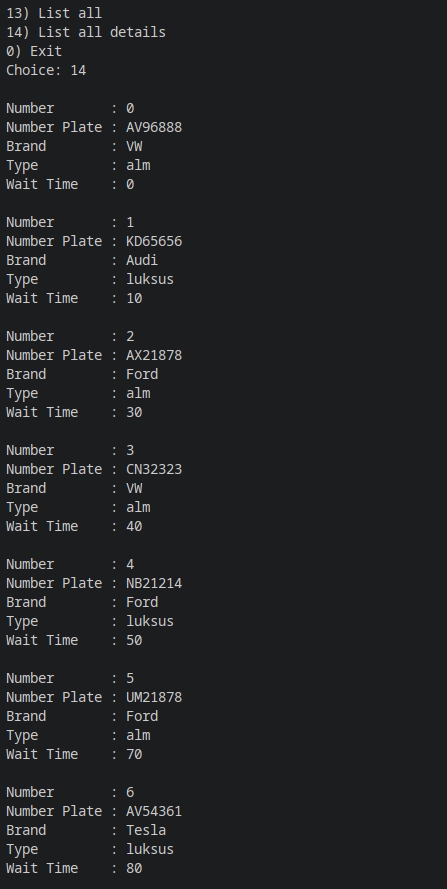 13) List all
14) List all details
0) Exit
Choice: 14
Number : 0
Number Plate : AV96888
Brand : VW
Type : alm
Wait Time : 0
Number : 1
Number Plate : KD65656
Brand : Audi
Type : luksus
Wait Time : 10
Number : 2
Number Plate : AX21878
Brand : Ford
Type : alm
Wait Time : 30
Number : 3
Number Plate : CN32323
Brand : VW
Type : alm
Wait Time : 40
Number : 4
Number Plate : NB21214
Brand : Ford
Type : luksus
Wait Time : 50
Number : 5
Number Plate : UM21878
Brand : Ford
Type : alm
Wait Time : 70
Number : 6
Number Plate : AV54361
Brand : Tesla
Type : luksus
Wait Time : 80